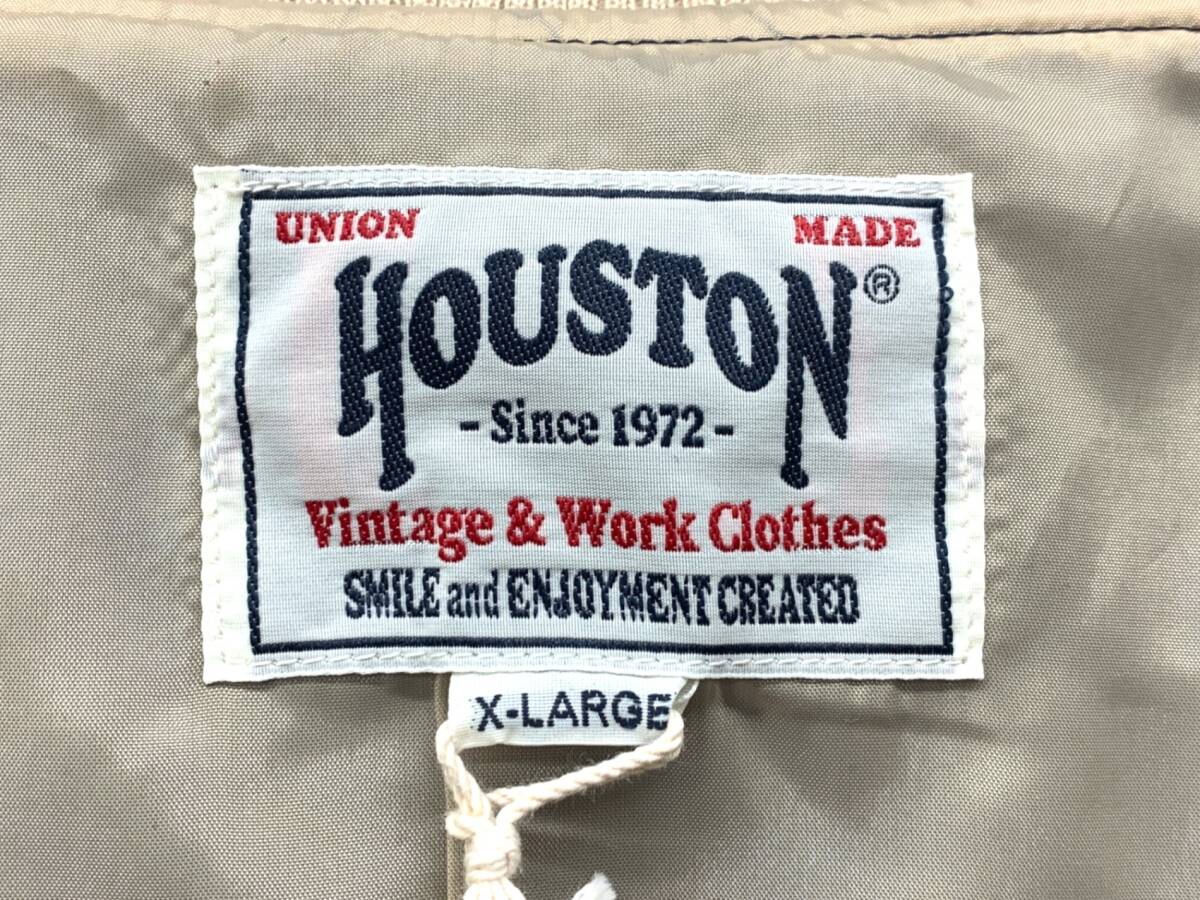 UNION MADE
HOUSTON®
- Since 1972 -
Vintage & Work Clothes
SMILE and ENJOYMENT CREATED
X-LARGE